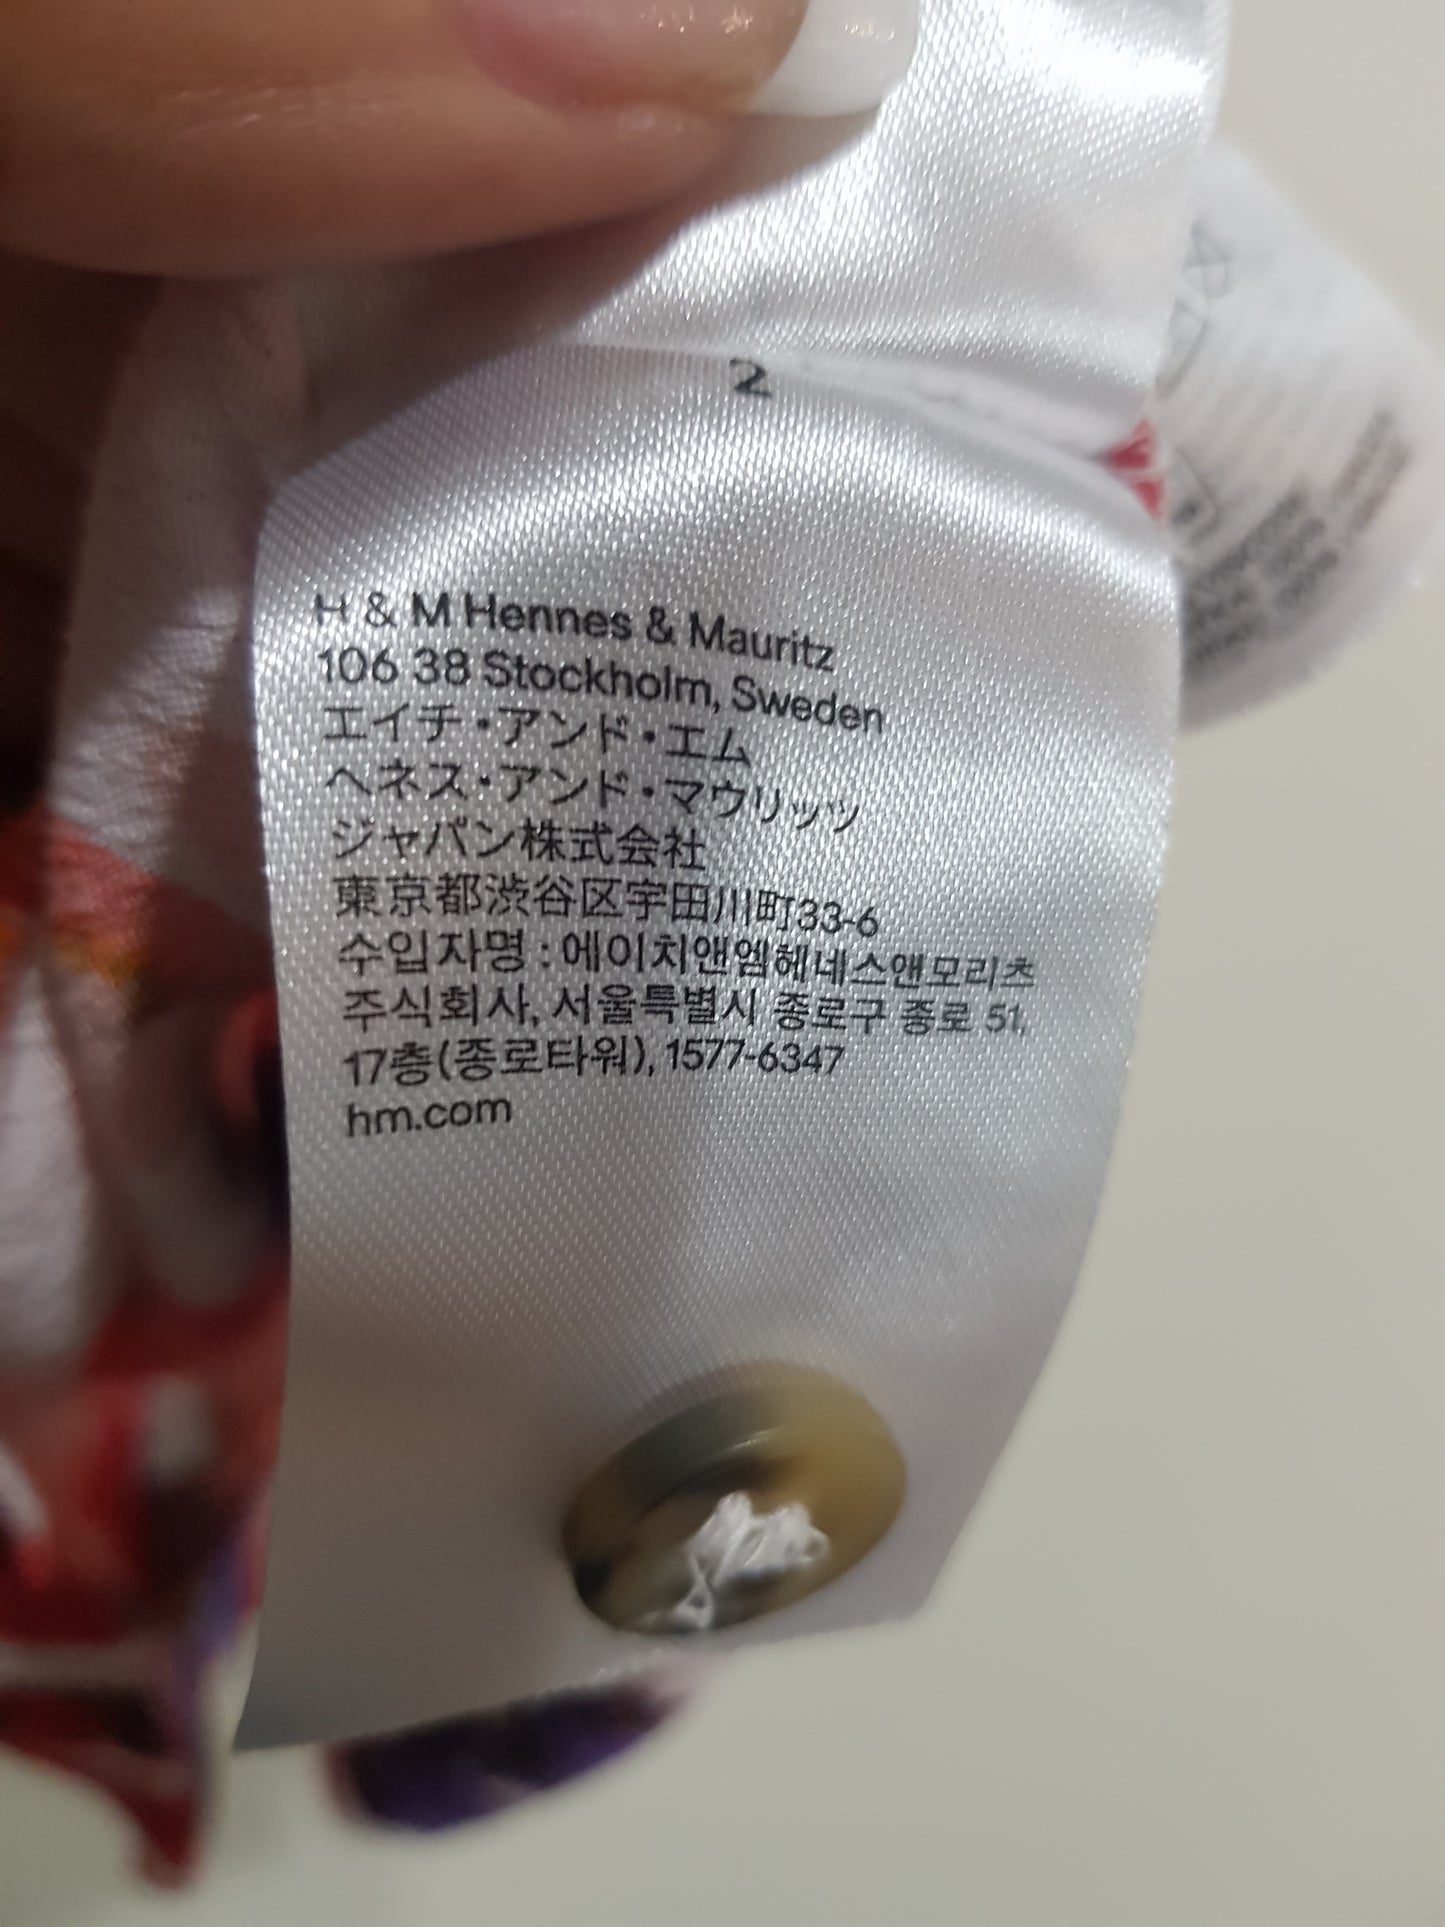 2
H & M Hennes & Mauritz
106 38 Stockholm, Sweden
エイチ・アンド・エム
ヘネス・アンド・マウリッツ
ジャパン株式会社
東京都渋谷区宇田川町33-6
수입자명 : 에이치앤엠헤네스앤모리츠
주식회사, 서울특별시 종로구 종로 51,
17층(종로타워), 1577-6347
hm.com